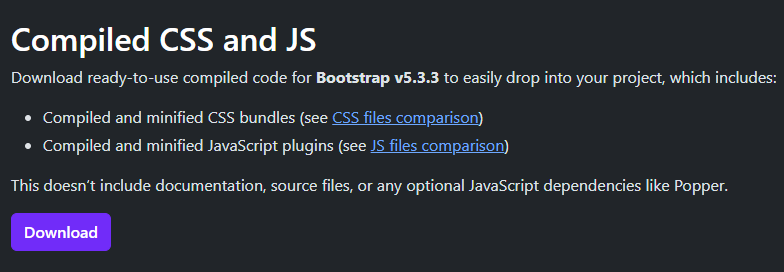 Compiled CSS and JS
Download ready-to-use compiled code for Bootstrap v5.3.3 to easily drop into your project, which includes:
• Compiled and minified CSS bundles (see CSS files comparison)
• Compiled and minified JavaScript plugins (see JS files comparison)
This doesn’t include documentation, source files, or any optional JavaScript dependencies like Popper.
Download